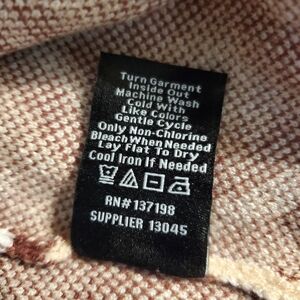 Turn Garment
Inside Out
Machine Wash
Cold With
Like Colors
Gentle Cycle
Only Non-Chlorine
Bleach When Needed
Lay Flat To Dry
Cool Iron If Needed
RN# 137198
SUPPLIER 13045